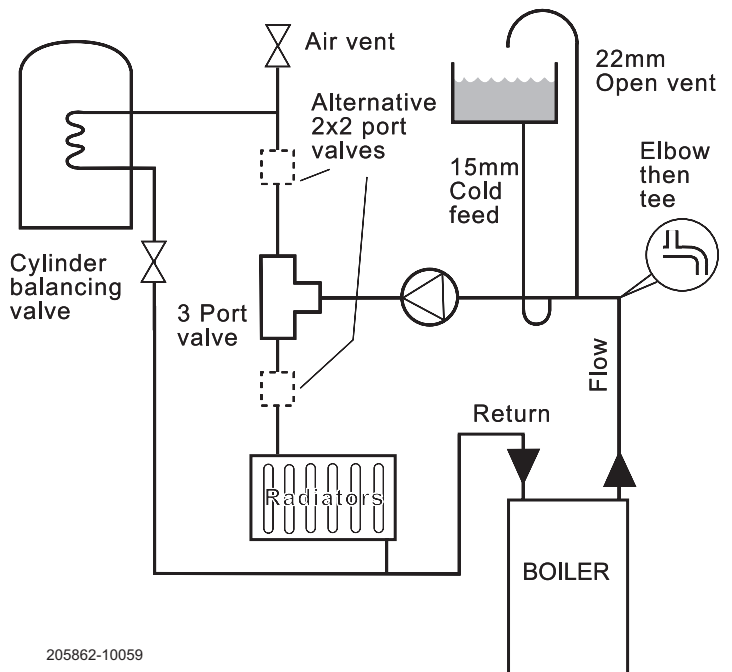 Air vent
22mm
Open vent
Alternative
2x2 port
valves
Elbow
then
tee
15mm
Cold
feed
Cylinder
balancing
valve
3 Port
valve
Flow
Return
Radiators
BOILER
205862-10059